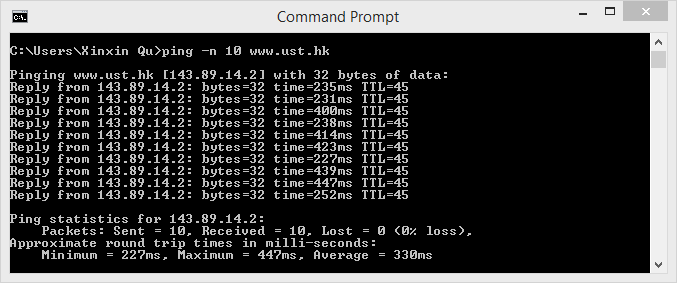 Command Prompt
C:\Users\Xinxin Qu>ping -n 10 www.ust.hk
Pinging www.ust.hk [143.89.14.2] with 32 bytes of data:
Reply from 143.89.14.2: bytes=32 time=235ms TTL=45
Reply from 143.89.14.2: bytes=32 time=231ms TTL=45
Reply from 143.89.14.2: bytes=32 time=400ms TTL=45
Reply from 143.89.14.2: bytes=32 time=238ms TTL=45
Reply from 143.89.14.2: bytes=32 time=414ms TTL=45
Reply from 143.89.14.2: bytes=32 time=423ms TTL=45
Reply from 143.89.14.2: bytes=32 time=227ms TTL=45
Reply from 143.89.14.2: bytes=32 time=439ms TTL=45
Reply from 143.89.14.2: bytes=32 time=447ms TTL=45
Reply from 143.89.14.2: bytes=32 time=252ms TTL=45
Ping statistics for 143.89.14.2:
    Packets: Sent = 10, Received = 10, Lost = 0 (0% loss),
Approximate round trip times in milli-seconds:
    Minimum = 227ms, Maximum = 447ms, Average = 330ms